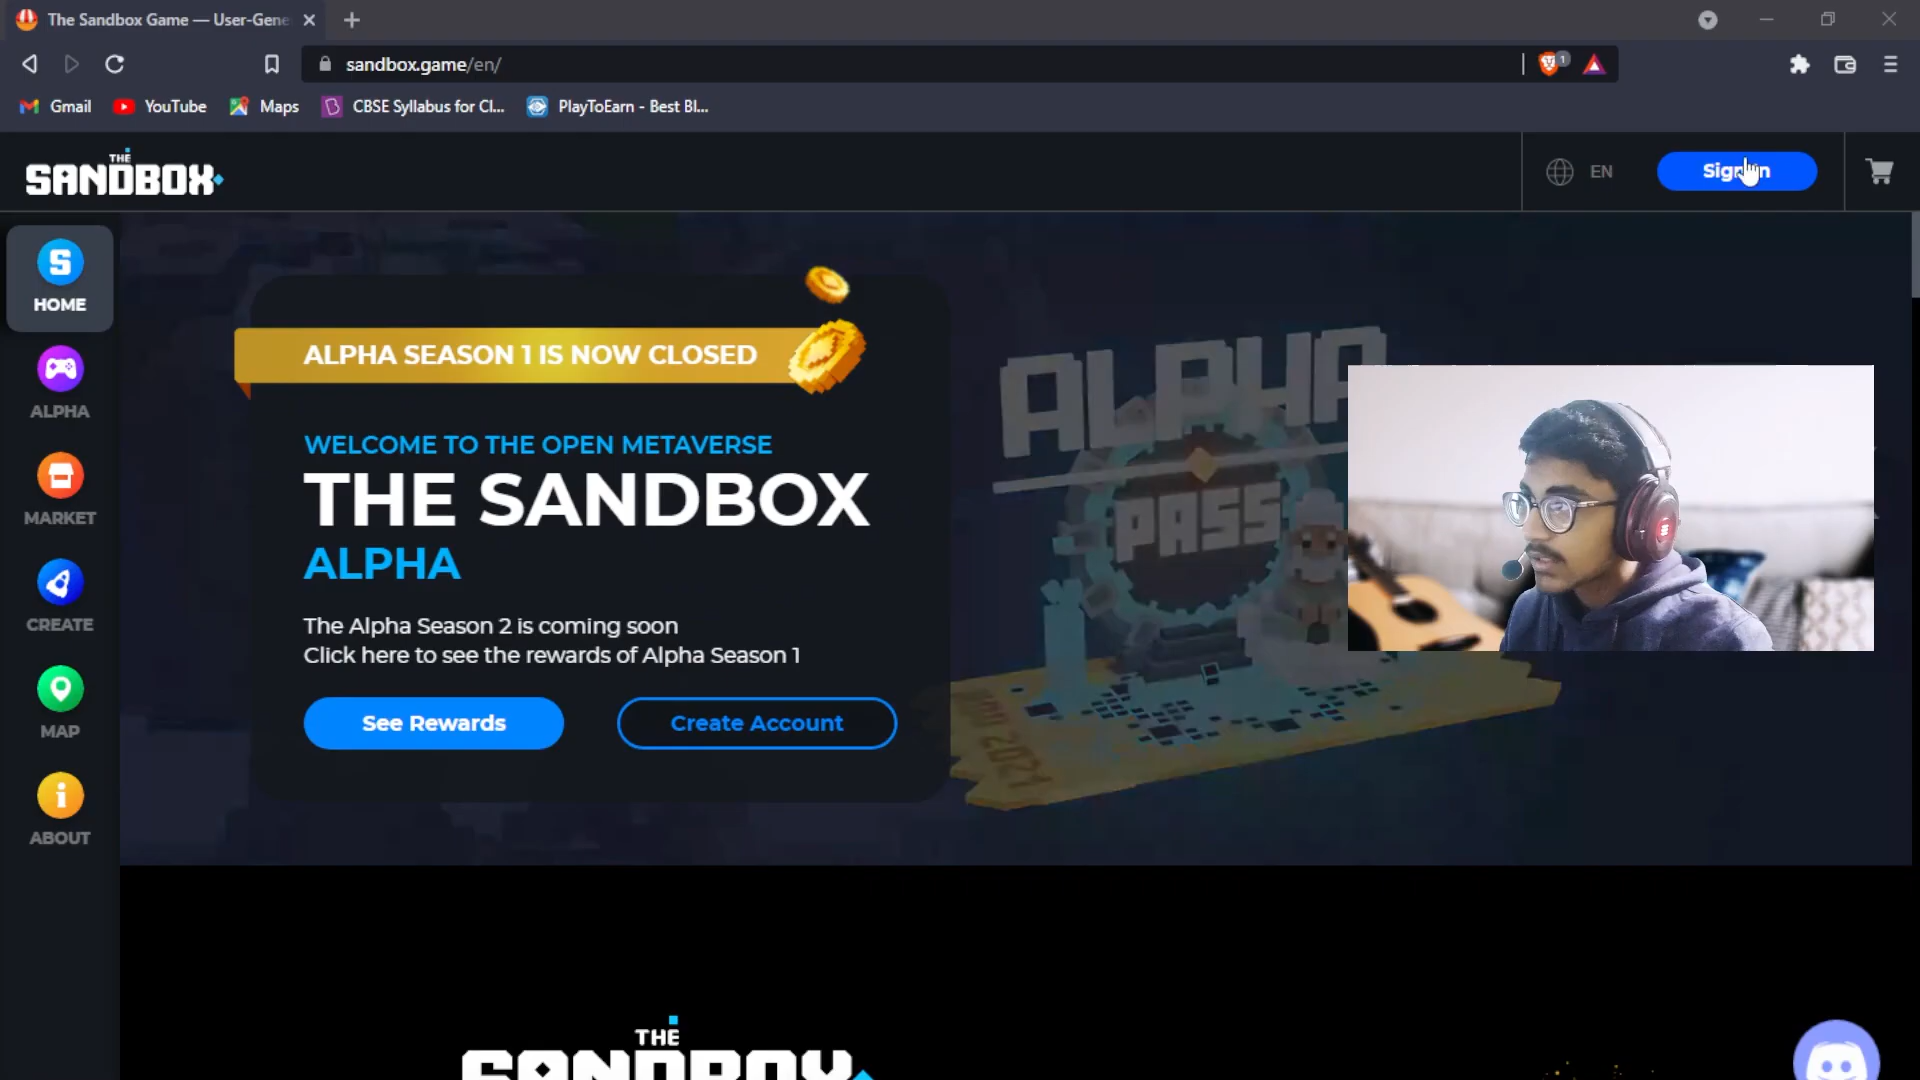 The Sandbox Game — User-Gene
sandbox.game/en/
1
Gmail
YouTube
Maps
CBSE Syllabus for Cl...
PlayToEarn - Best Bl...
THE
SANDBOX
EN
Sign In
HOME
ALPHA
MARKET
CREATE
MAP
ABOUT
ALPHA SEASON 1 IS NOW CLOSED
WELCOME TO THE OPEN METAVERSE
THE SANDBOX
ALPHA
The Alpha Season 2 is coming soon
Click here to see the rewards of Alpha Season 1
See Rewards
Create Account
ALPHA
PASS
2021
THE
SANDBOX